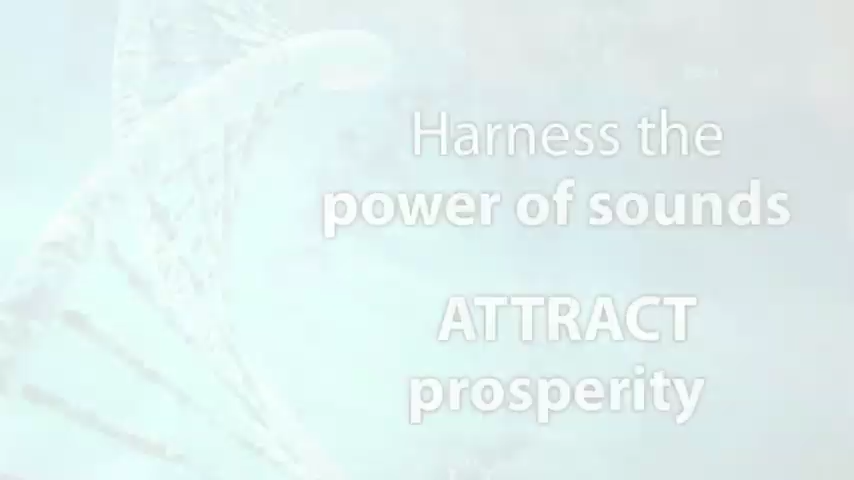 Harness the
power of sounds
ATTRACT
prosperity